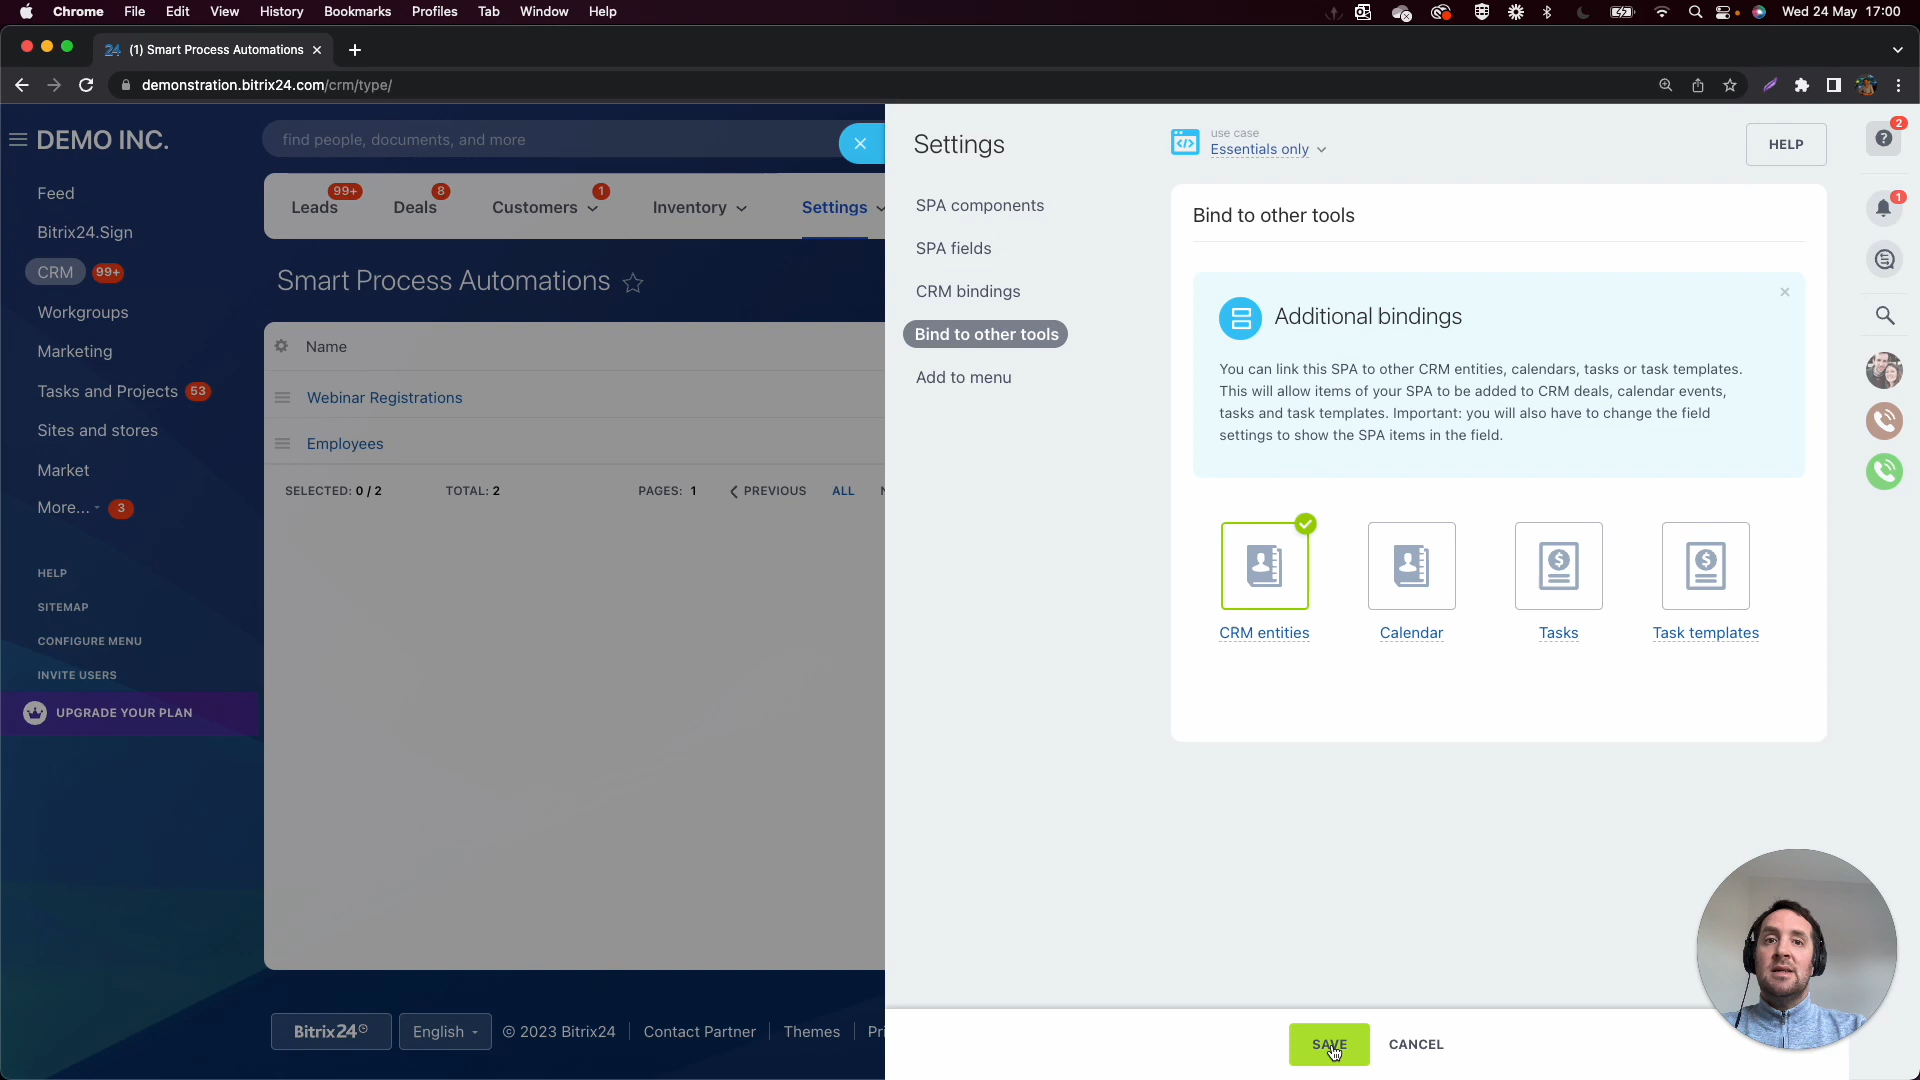 Chrome File Edit View History Bookmarks Profiles Tab Window Help
Wed 24 May 17:00
24 (1) Smart Process Automations
demonstration.bitrix24.com/crm/type/
DEMO INC.
find people, documents, and more
Feed
Bitrix24.Sign
CRM 99+
Workgroups
Marketing
Tasks and Projects 53
Sites and stores
Market
More... 3
HELP
SITEMAP
CONFIGURE MENU
INVITE USERS
UPGRADE YOUR PLAN
Leads 99+ Deals 8 Customers 1 Inventory Settings
Smart Process Automations
Name
Webinar Registrations
Employees
SELECTED: 0 / 2 TOTAL: 2 PAGES: 1 PREVIOUS ALL N
Bitrix24 English © 2023 Bitrix24 Contact Partner Themes Pri
Settings
SPA components
SPA fields
CRM bindings
Bind to other tools
Add to menu
use case
Essentials only
HELP
2
1
Bind to other tools
Additional bindings
You can link this SPA to other CRM entities, calendars, tasks or task templates.
This will allow items of your SPA to be added to CRM deals, calendar events,
tasks and task templates. Important: you will also have to change the field
settings to show the SPA items in the field.
CRM entities Calendar Tasks Task templates
SAVE CANCEL